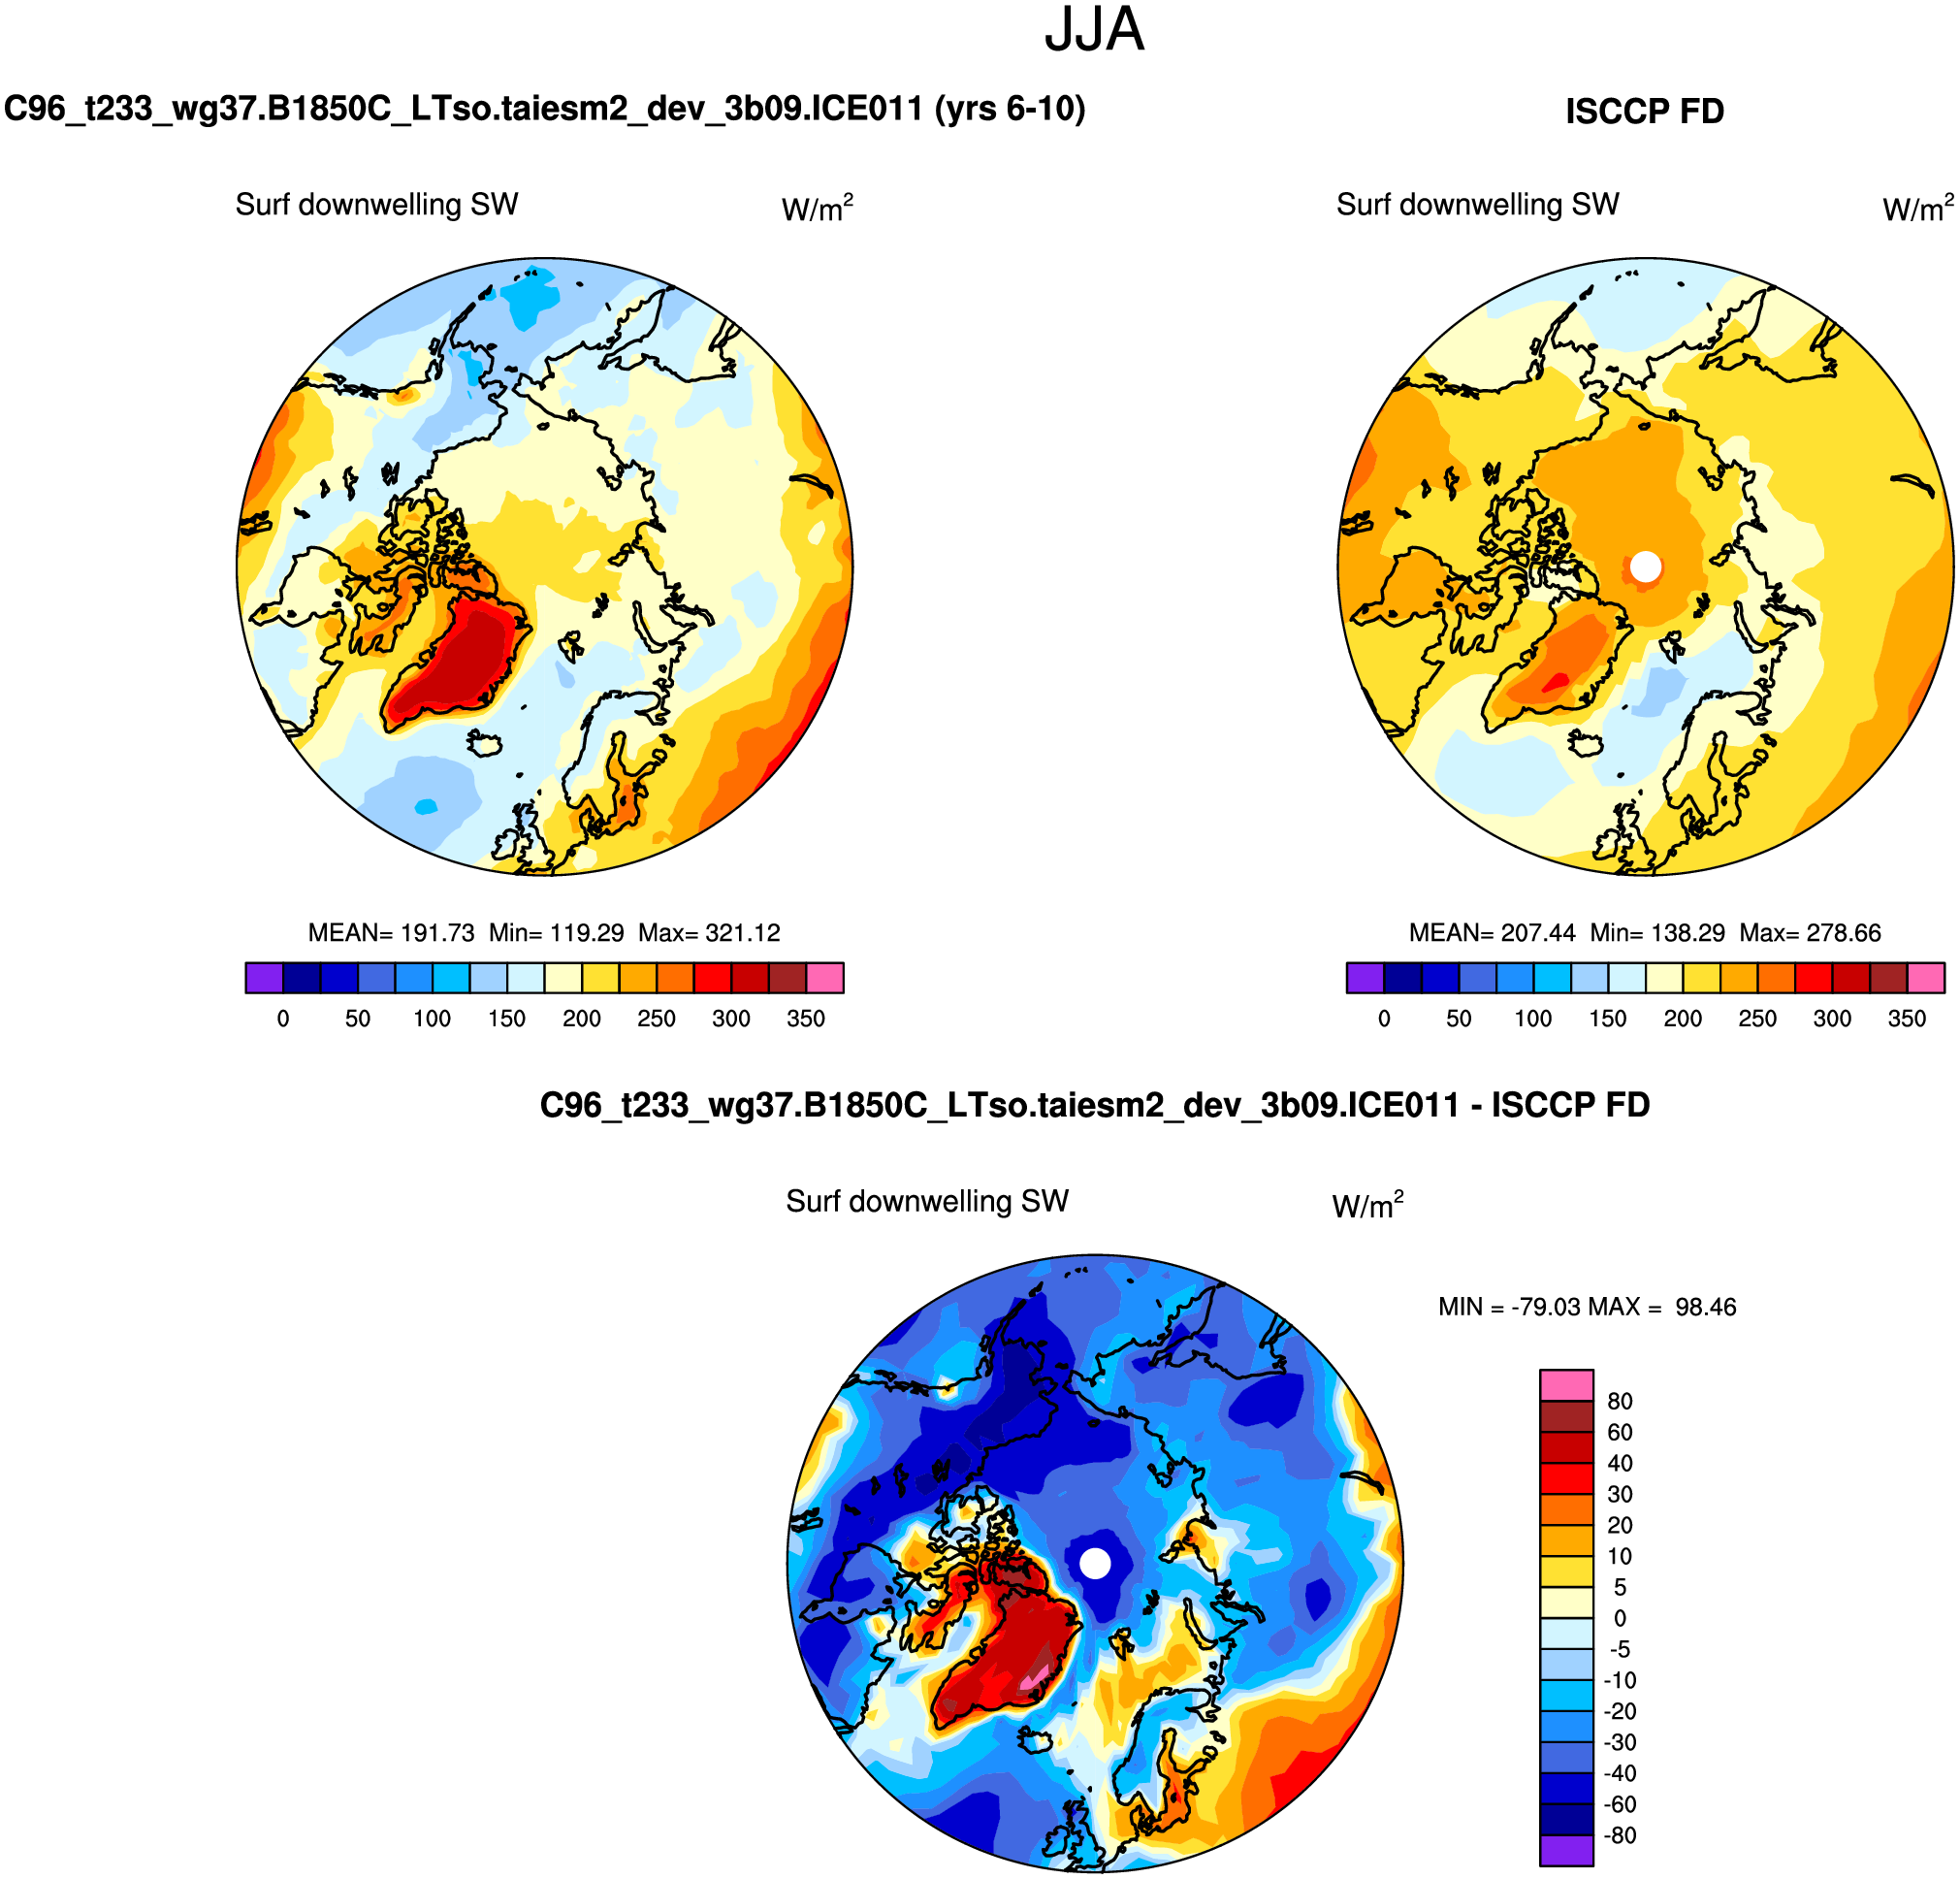 JJA
C96_t233_wg37.B1850C_LTso.taiesm2_dev_3b09.ICE011 (yrs 6-10)
ISCCP FD
Surf downwelling SW W/m²
Surf downwelling SW W/m²
MEAN= 191.73 Min= 119.29 Max= 321.12
MEAN= 207.44 Min= 138.29 Max= 278.66
0 50 100 150 200 250 300 350
0 50 100 150 200 250 300 350
C96_t233_wg37.B1850C_LTso.taiesm2_dev_3b09.ICE011 - ISCCP FD
Surf downwelling SW W/m²
MIN = -79.03 MAX = 98.46
80
60
40
30
20
10
5
0
-5
-10
-20
-30
-40
-60
-80